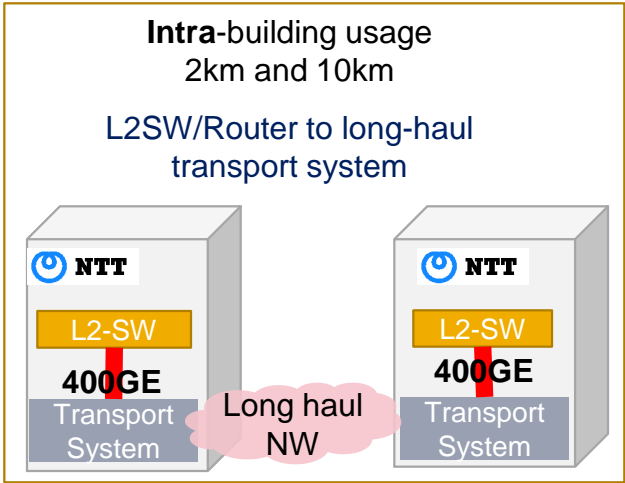 Intra-building usage
2km and 10km
L2SW/Router to long-haul
transport system
NTT
L2-SW
400GE
Transport
System
Long haul
NW
NTT
L2-SW
400GE
Transport
System